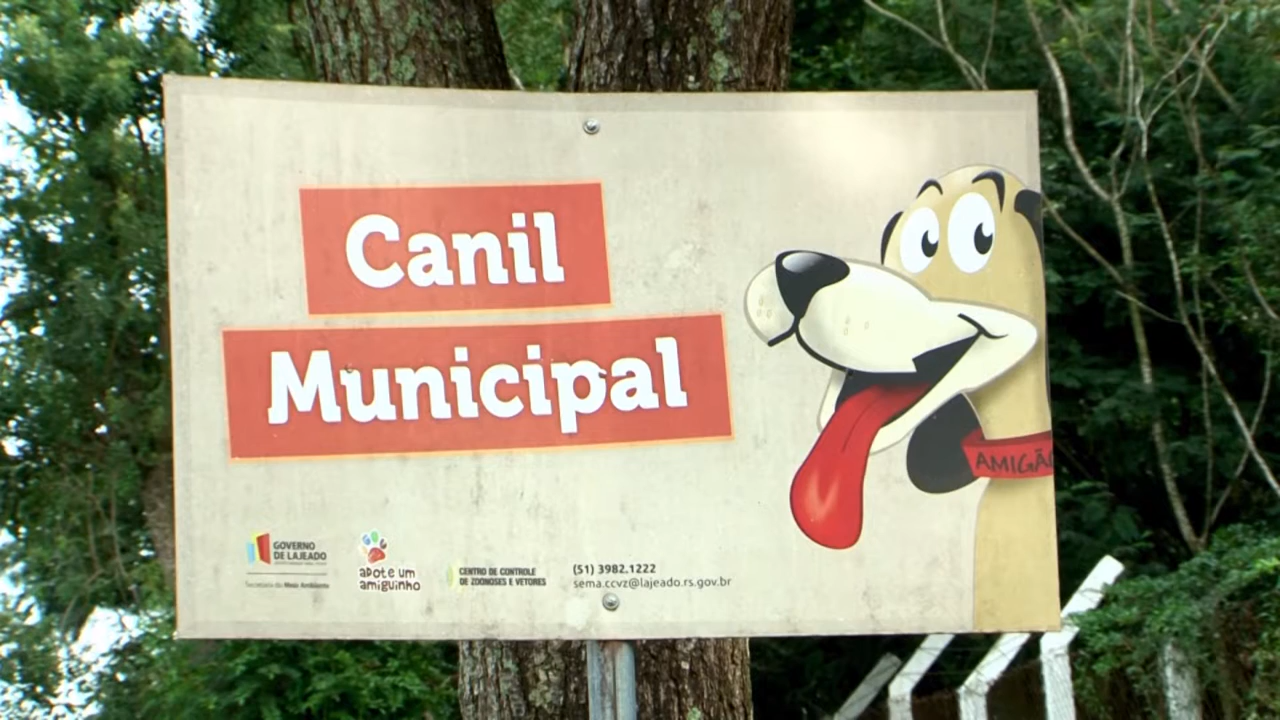 Canil
Municipal
AMIGÃO
GOVERNO
DE LAJEADO
Secretaria do Meio Ambiente
aDote um
amiguinho
CENTRO DE CONTROLE
DE ZOONOSES E VETORES
(51) 3982.1222
sema.ccvz@lajeado.rs.gov.br